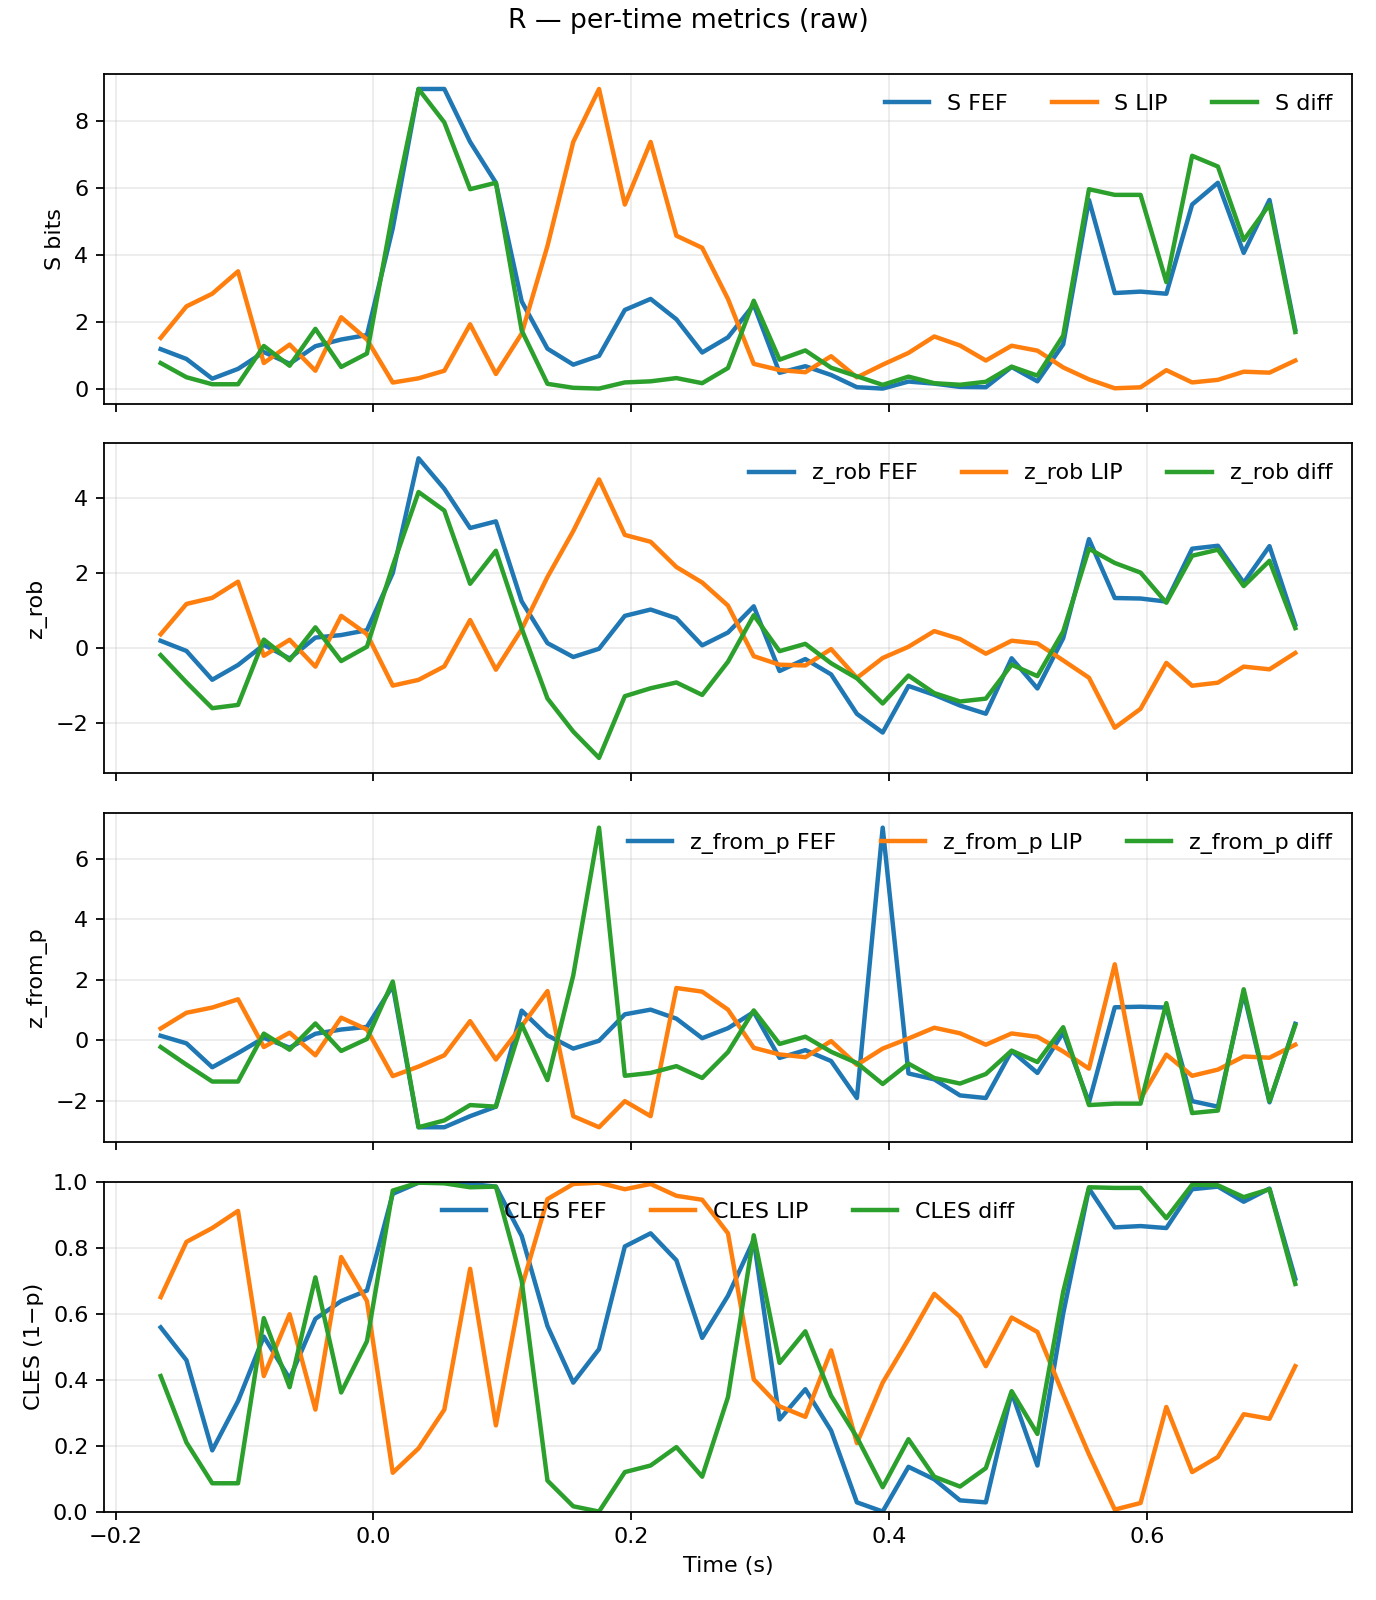 R — per-time metrics (raw)
S FEF S LIP S diff
8
6
4
2
0
S bits
z_rob FEF z_rob LIP z_rob diff
4
2
0
−2
z_rob
z_from_p FEF z_from_p LIP z_from_p diff
6
4
2
0
−2
z_from_p
CLES FEF CLES LIP CLES diff
1.0
0.8
0.6
0.4
0.2
0.0
CLES (1−p)
−0.2 0.0 0.2 0.4 0.6
Time (s)